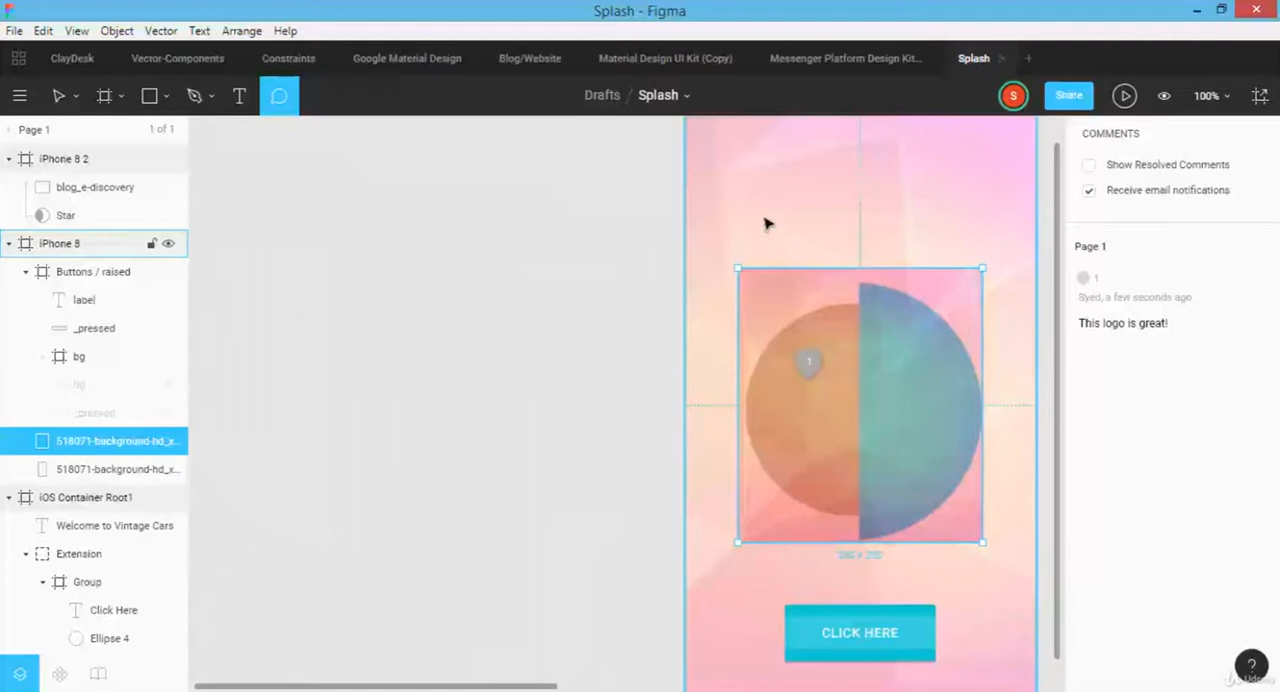 Splash - Figma
File Edit View Object Vector Text Arrange Help
ClayDesk Vector-Components Constraints Google Material Design Blog/Website Material Design UI Kit (Copy) Messenger Platform Design Kit... Splash
Drafts / Splash
S
Share
100%
Page 1 1 of 1
iPhone 8 2
blog_e-discovery
Star
iPhone 8
Buttons / raised
label
_pressed
bg
bg
_pressed
518071-background-hd_x...
518071-background-hd_x...
iOS Container Root1
Welcome to Vintage Cars
Extension
Group
Click Here
Ellipse 4
1
CLICK HERE
COMMENTS
Show Resolved Comments
Receive email notifications
Page 1
1
Syed, a few seconds ago
This logo is great!
?
Udemy